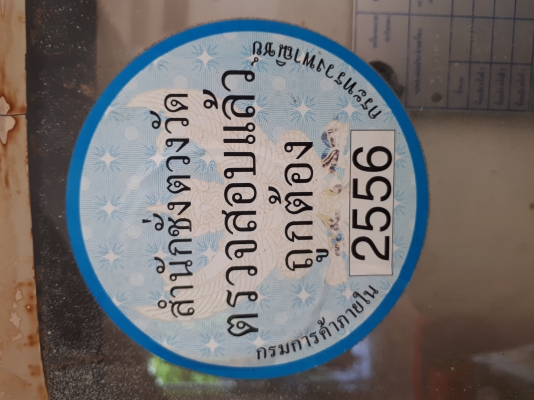 สำนักชั่งตวงวัด
ตรวจสอบแล้ว
ถูกต้อง
2556
กรมการค้าภายใน
กระทรวงพาณิชย์